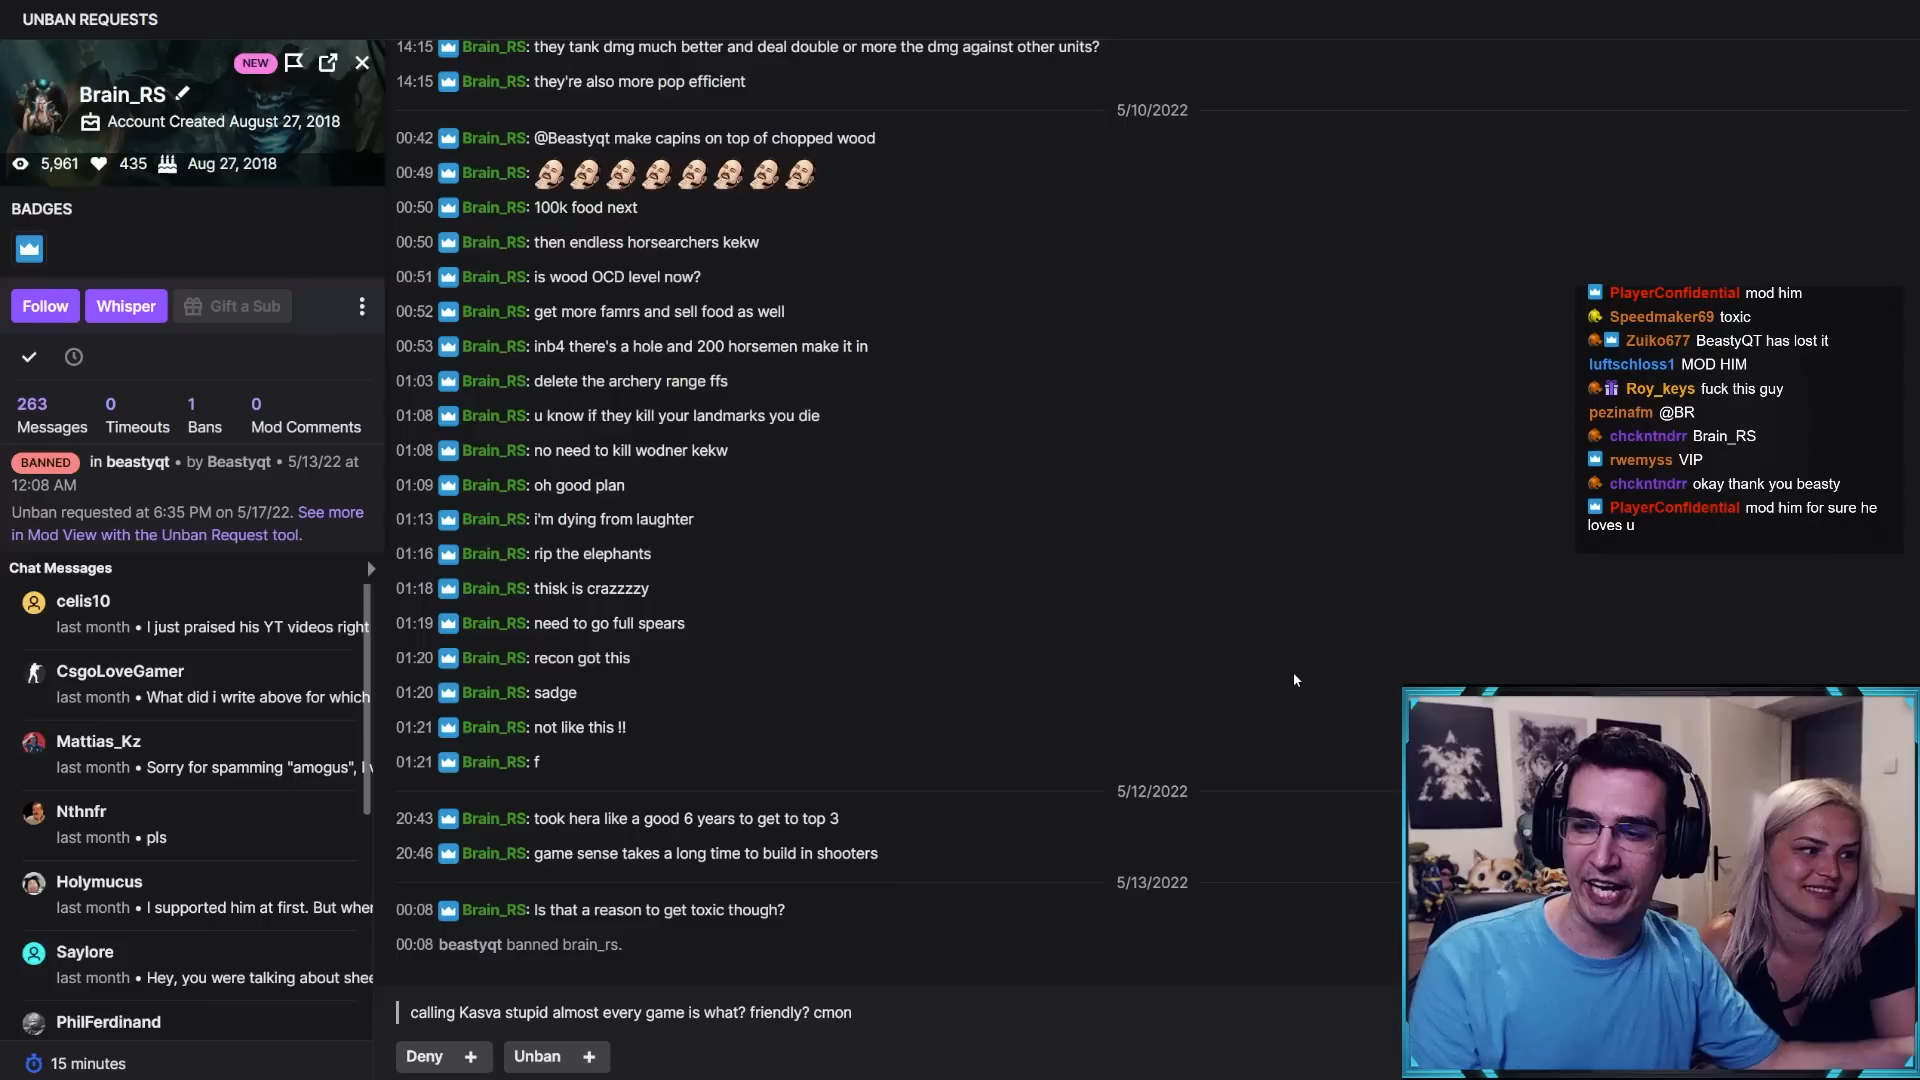 UNBAN REQUESTS
NEW
Brain_RS
Account Created August 27, 2018
5,961 435 Aug 27, 2018
BADGES
Follow Whisper Gift a Sub
263 0 1 0
Messages Timeouts Bans Mod Comments
BANNED in beastyqt • by Beastyqt • 5/13/22 at
12:08 AM
Unban requested at 6:35 PM on 5/17/22. See more
in Mod View with the Unban Request tool.
Chat Messages
celis10
last month • I just praised his YT videos right
CsgoLoveGamer
last month • What did i write above for which
Mattias_Kz
last month • Sorry for spamming "amogus", I
Nthnfr
last month • pls
Holymucus
last month • I supported him at first. But when
Saylore
last month • Hey, you were talking about shee
PhilFerdinand
15 minutes
14:15 Brain_RS: they tank dmg much better and deal double or more the dmg against other units?
14:15 Brain_RS: they're also more pop efficient
5/10/2022
00:42 Brain_RS: @Beastyqt make capins on top of chopped wood
00:49 Brain_RS:
00:50 Brain_RS: 100k food next
00:50 Brain_RS: then endless horsearchers kekw
00:51 Brain_RS: is wood OCD level now?
00:52 Brain_RS: get more famrs and sell food as well
00:53 Brain_RS: inb4 there's a hole and 200 horsemen make it in
01:03 Brain_RS: delete the archery range ffs
01:08 Brain_RS: u know if they kill your landmarks you die
01:08 Brain_RS: no need to kill wodner kekw
01:09 Brain_RS: oh good plan
01:13 Brain_RS: i'm dying from laughter
01:16 Brain_RS: rip the elephants
01:18 Brain_RS: thisk is crazzzzy
01:19 Brain_RS: need to go full spears
01:20 Brain_RS: recon got this
01:20 Brain_RS: sadge
01:21 Brain_RS: not like this !!
01:21 Brain_RS: f
5/12/2022
20:43 Brain_RS: took hera like a good 6 years to get to top 3
20:46 Brain_RS: game sense takes a long time to build in shooters
5/13/2022
00:08 Brain_RS: Is that a reason to get toxic though?
00:08 beastyqt banned brain_rs.
calling Kasva stupid almost every game is what? friendly? cmon
Deny + Unban +
PlayerConfidential mod him
Speedmaker69 toxic
Zuiko677 BeastyQT has lost it
luftschloss1 MOD HIM
Roy_keys fuck this guy
pezinafm @BR
chckntndrr Brain_RS
rwemyss VIP
chckntndrr okay thank you beasty
PlayerConfidential mod him for sure he
loves u